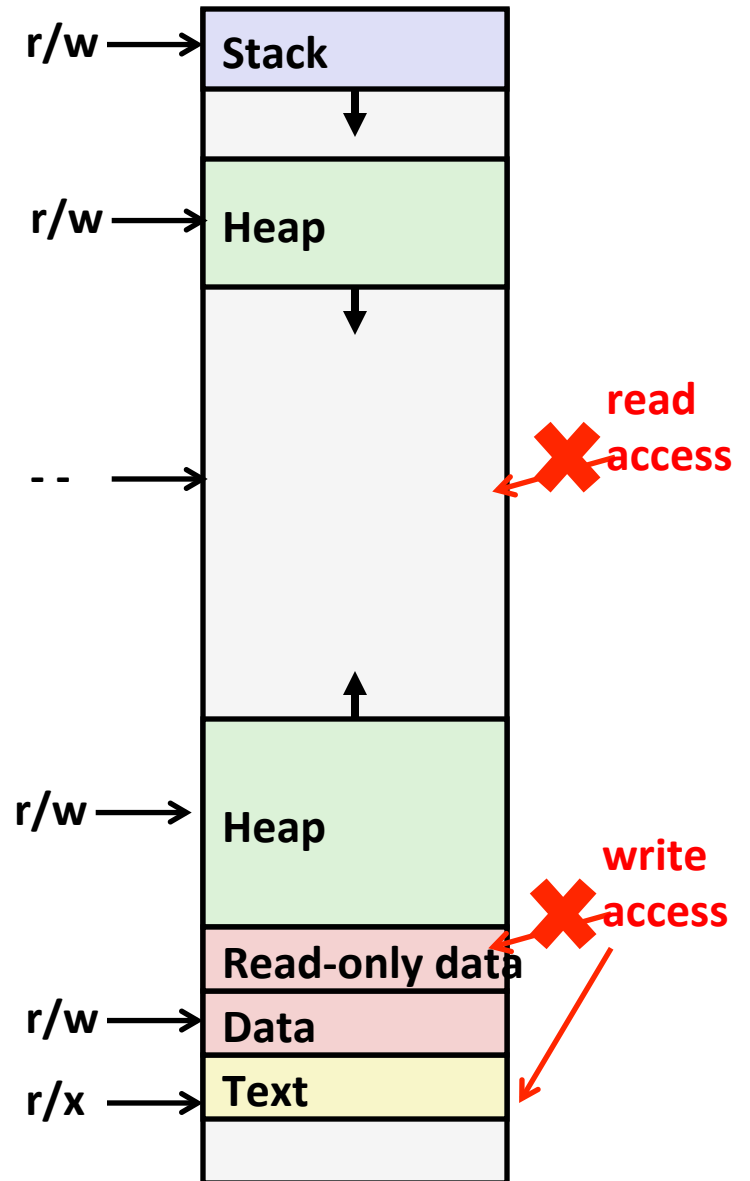 r/w
Stack
r/w
Heap
read
access
- -
r/w
Heap
write
access
Read-only data
r/w
Data
r/x
Text